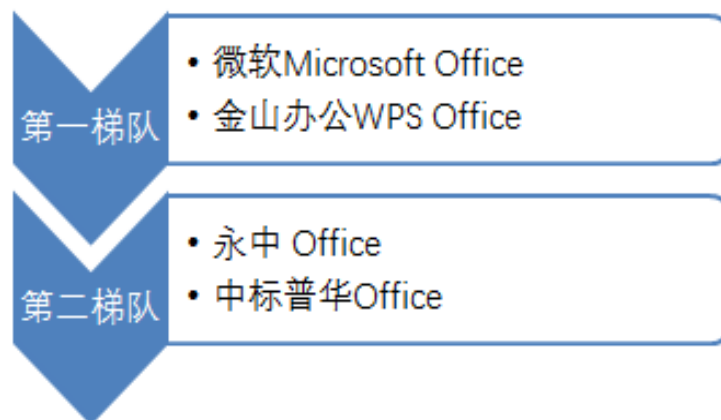 第一梯队
• 微软Microsoft Office
• 金山办公WPS Office
第二梯队
• 永中 Office
• 中标普华Office